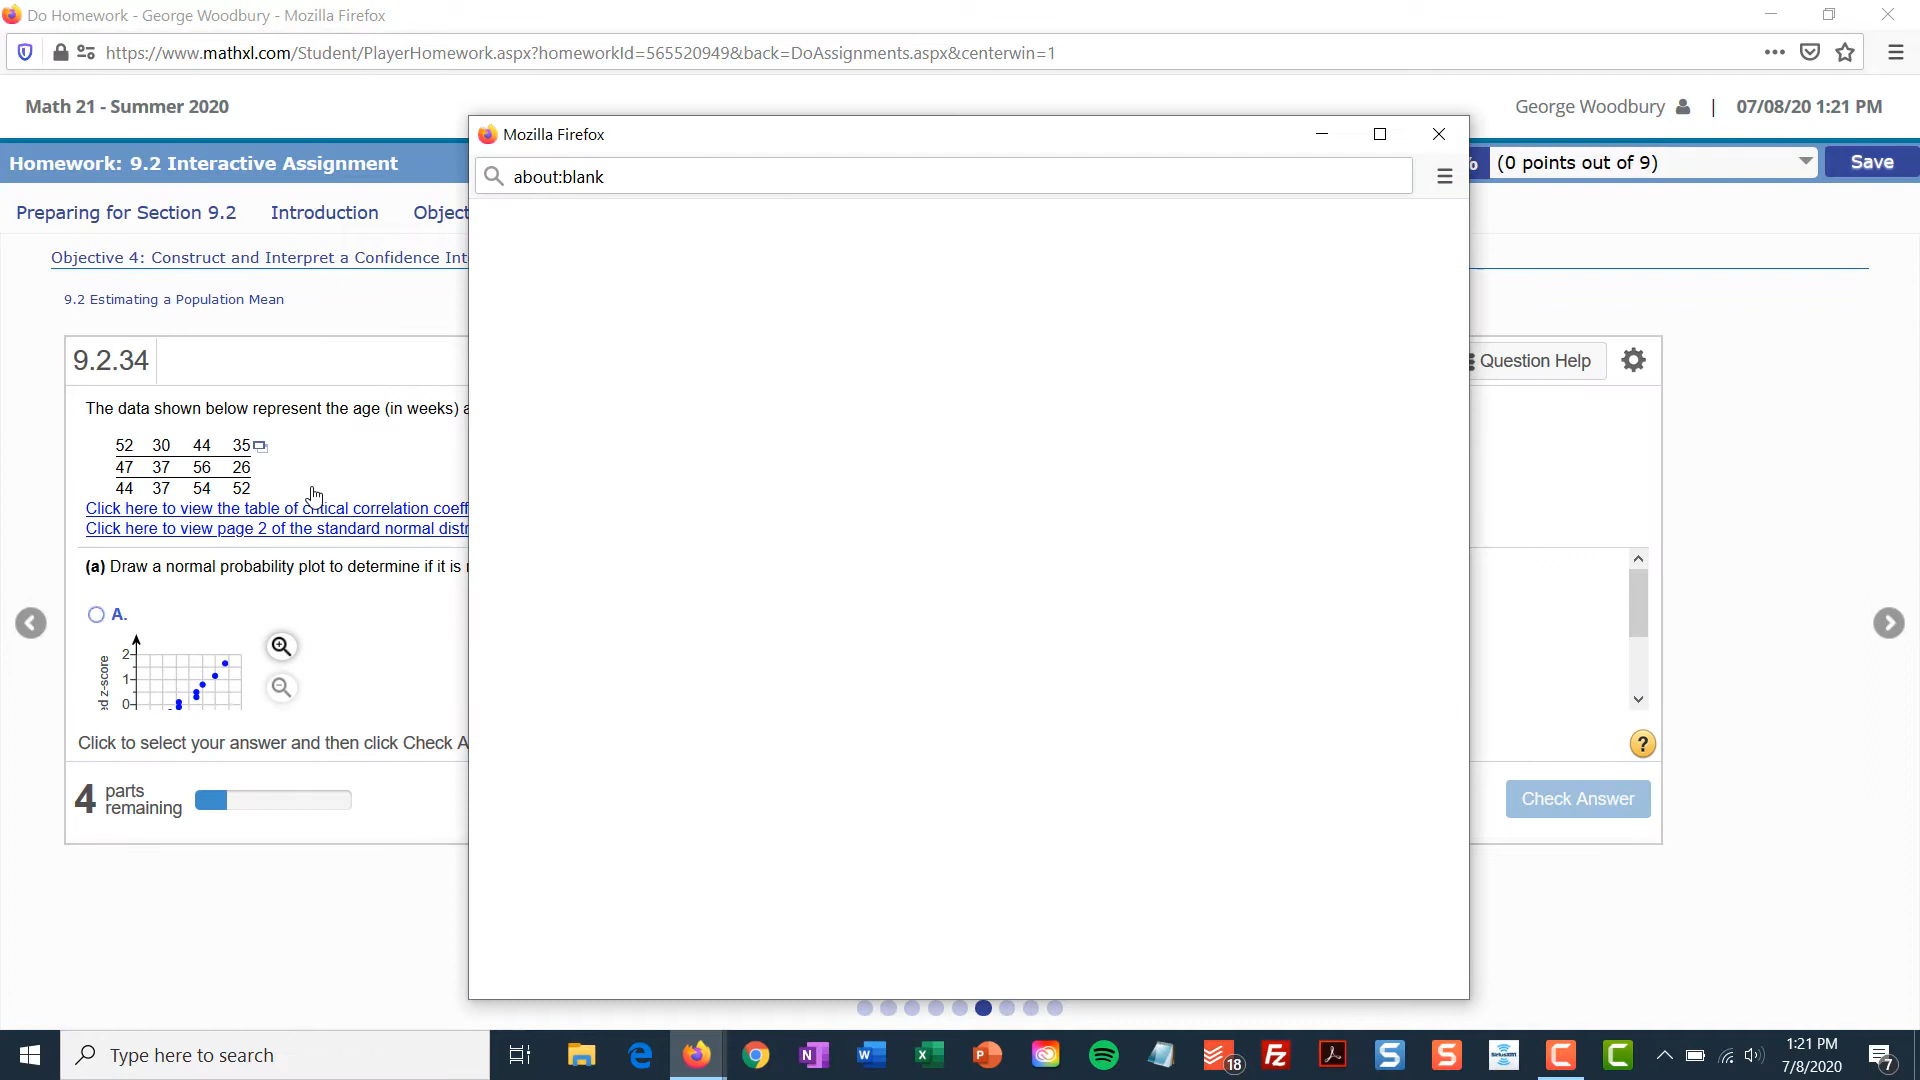 Do Homework - George Woodbury - Mozilla Firefox
https://www.mathxl.com/Student/PlayerHomework.aspx?homeworkId=565520949&back=DoAssignments.aspx&centerwin=1
Math 21 - Summer 2020
George Woodbury | 07/08/20 1:21 PM
Mozilla Firefox
about:blank
Homework: 9.2 Interactive Assignment
% (0 points out of 9)
Save
Preparing for Section 9.2 Introduction Object
Objective 4: Construct and Interpret a Confidence Int
9.2 Estimating a Population Mean
9.2.34
Question Help
The data shown below represent the age (in weeks) a
52 30 44 35
47 37 56 26
44 37 54 52
Click here to view the table of critical correlation coeff
Click here to view page 2 of the standard normal distr
(a) Draw a normal probability plot to determine if it is
A.
ed z-score
2
1
0
Click to select your answer and then click Check A
?
4 parts remaining
Check Answer
Type here to search
18
1:21 PM
7/8/2020
7